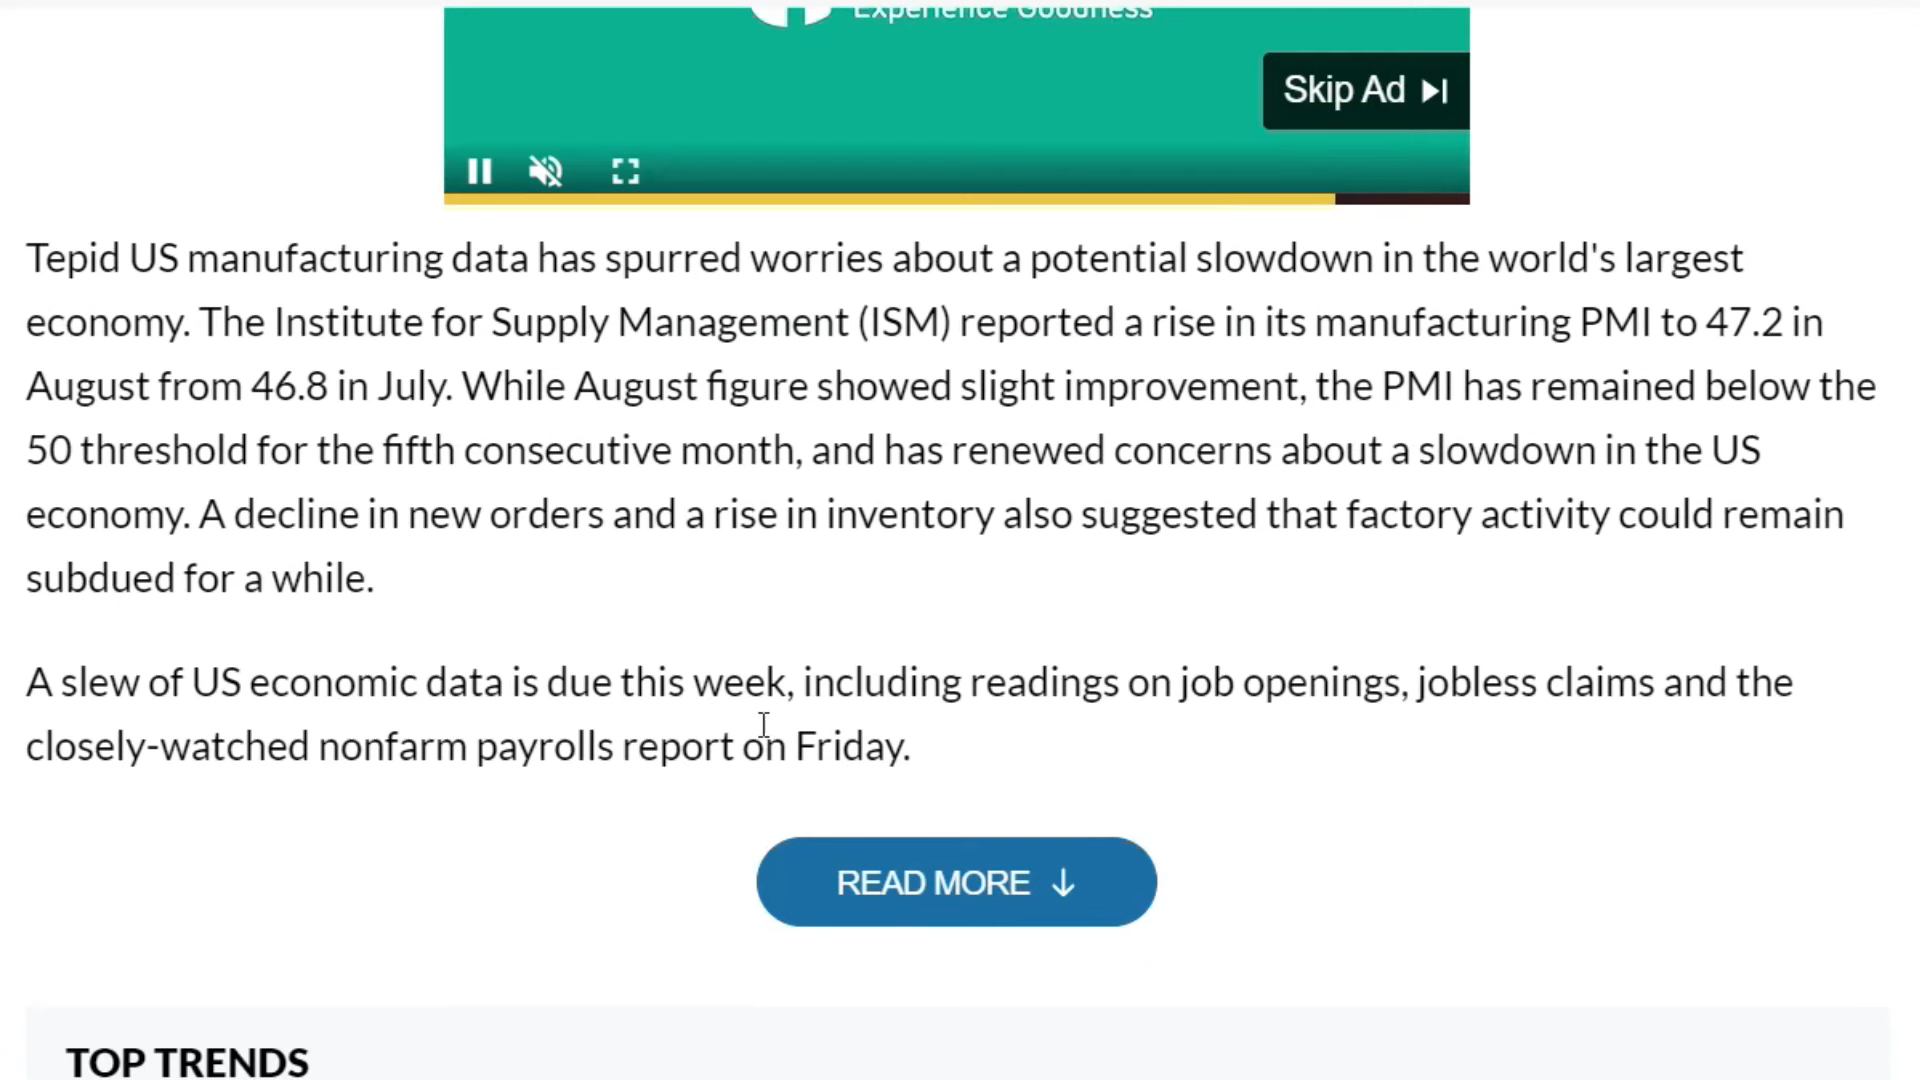 Experience Goodness
Skip Ad
Tepid US manufacturing data has spurred worries about a potential slowdown in the world's largest
economy. The Institute for Supply Management (ISM) reported a rise in its manufacturing PMI to 47.2 in
August from 46.8 in July. While August figure showed slight improvement, the PMI has remained below the
50 threshold for the fifth consecutive month, and has renewed concerns about a slowdown in the US
economy. A decline in new orders and a rise in inventory also suggested that factory activity could remain
subdued for a while.
A slew of US economic data is due this week, including readings on job openings, jobless claims and the
closely-watched nonfarm payrolls report on Friday.
READ MORE
TOP TRENDS